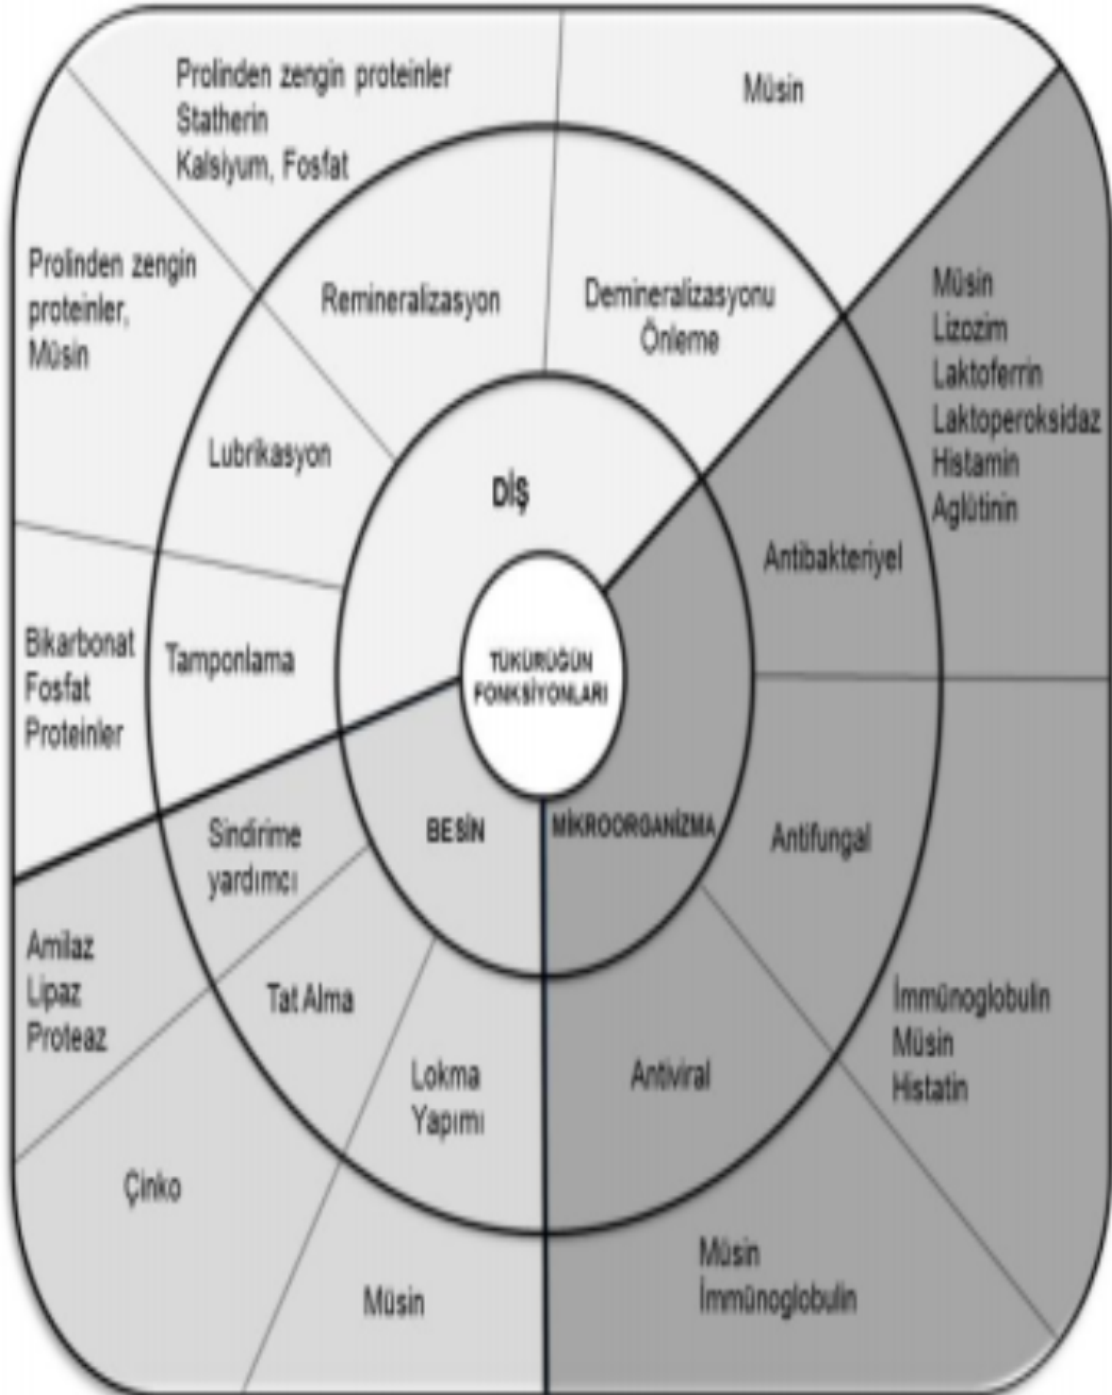 Prolinden zengin proteinler
Statherin
Kalsiyum, Fosfat
Müsin
Prolinden zengin
proteinler,
Müsin
Remineralizasyon
Demineralizasyonu
Önleme
Müsin
Lizozim
Laktoferrin
Laktoperoksidaz
Histamin
Aglütinin
Lubrikasyon
DİŞ
Antibakteriyel
Bikarbonat
Fosfat
Proteinler
Tamponlama
TÜKÜRÜĞÜN
FONKSİYONLARI
Sindirime
yardımcı
BESİN
MİKROORGANİZMA
Antifungal
Amilaz
Lipaz
Proteaz
Tat Alma
İmmünoglobulin
Müsin
Histatin
Lokma
Yapımı
Antiviral
Çinko
Müsin
Müsin
İmmünoglobulin